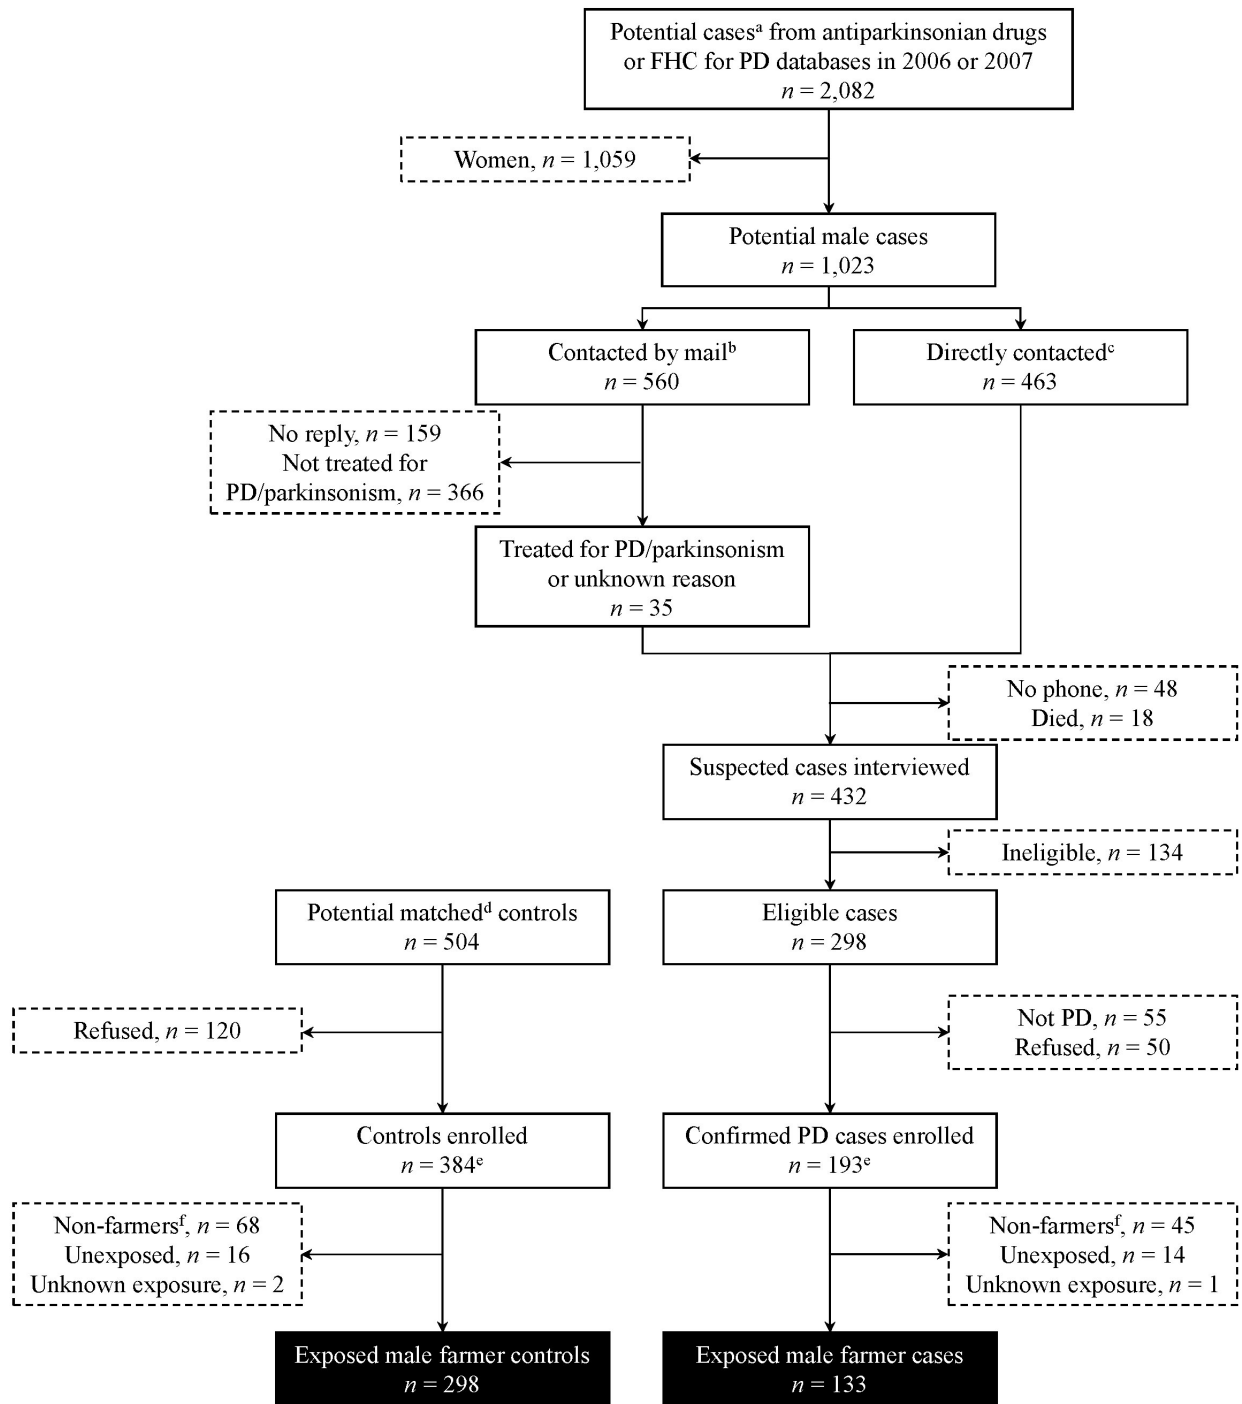 Potential casesᵃ from antiparkinsonian drugs
or FHC for PD databases in 2006 or 2007
n = 2,082
Women, n = 1,059
Potential male cases
n = 1,023
Contacted by mailᵇ
n = 560
Directly contactedᶜ
n = 463
No reply, n = 159
Not treated for
PD/parkinsonism, n = 366
Treated for PD/parkinsonism
or unknown reason
n = 35
No phone, n = 48
Died, n = 18
Suspected cases interviewed
n = 432
Ineligible, n = 134
Potential matchedᵈ controls
n = 504
Eligible cases
n = 298
Refused, n = 120
Not PD, n = 55
Refused, n = 50
Controls enrolled
n = 384ᵉ
Confirmed PD cases enrolled
n = 193ᵉ
Non-farmersᶠ, n = 68
Unexposed, n = 16
Unknown exposure, n = 2
Non-farmersᶠ, n = 45
Unexposed, n = 14
Unknown exposure, n = 1
Exposed male farmer controls
n = 298
Exposed male farmer cases
n = 133